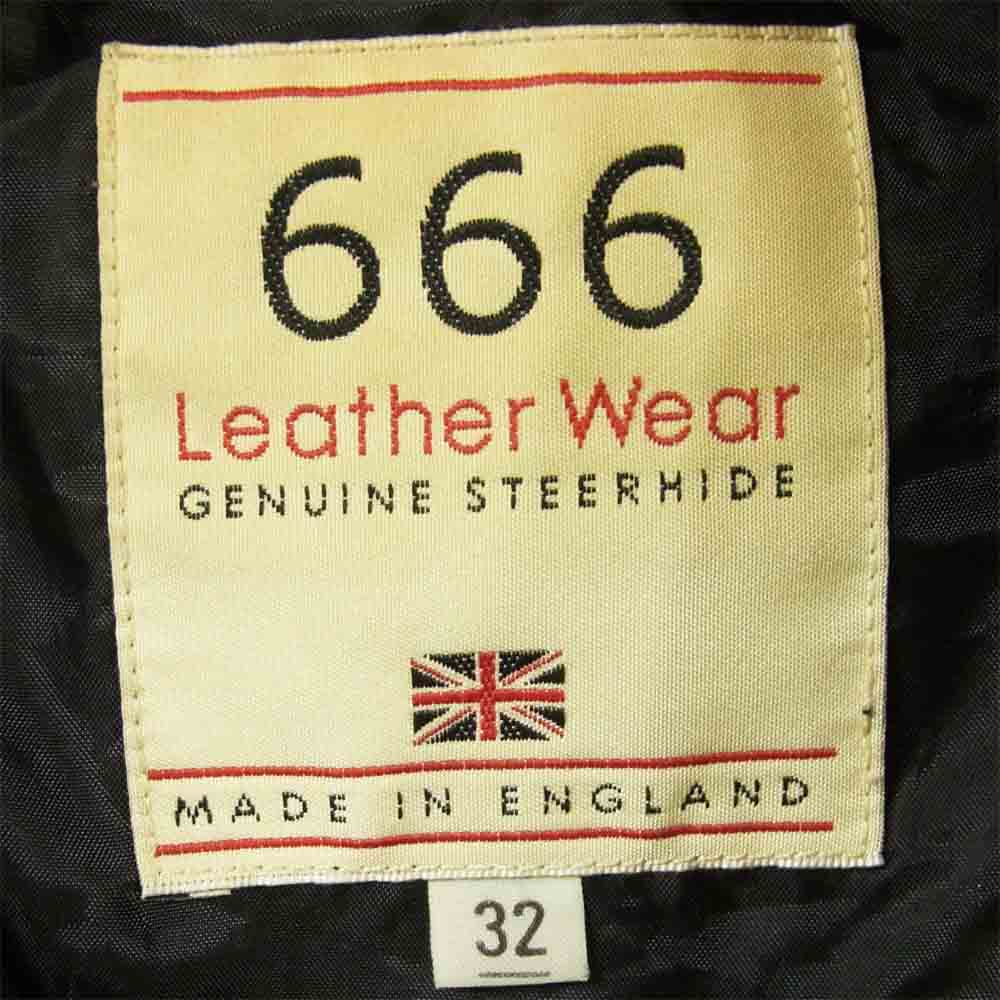 666
Leather Wear
GENUINE STEERHIDE
MADE IN ENGLAND
32